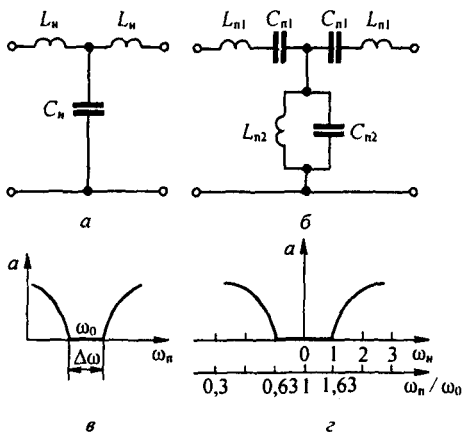 Lн Lн
Lп1 Cп1 Cп1 Lп1
Cн
Lп2 Cп2
а б
a ω0 Δω ωп
a
0 1 2 3 ωн
0,3 0,63 1 1,63 ωп / ω0
в г